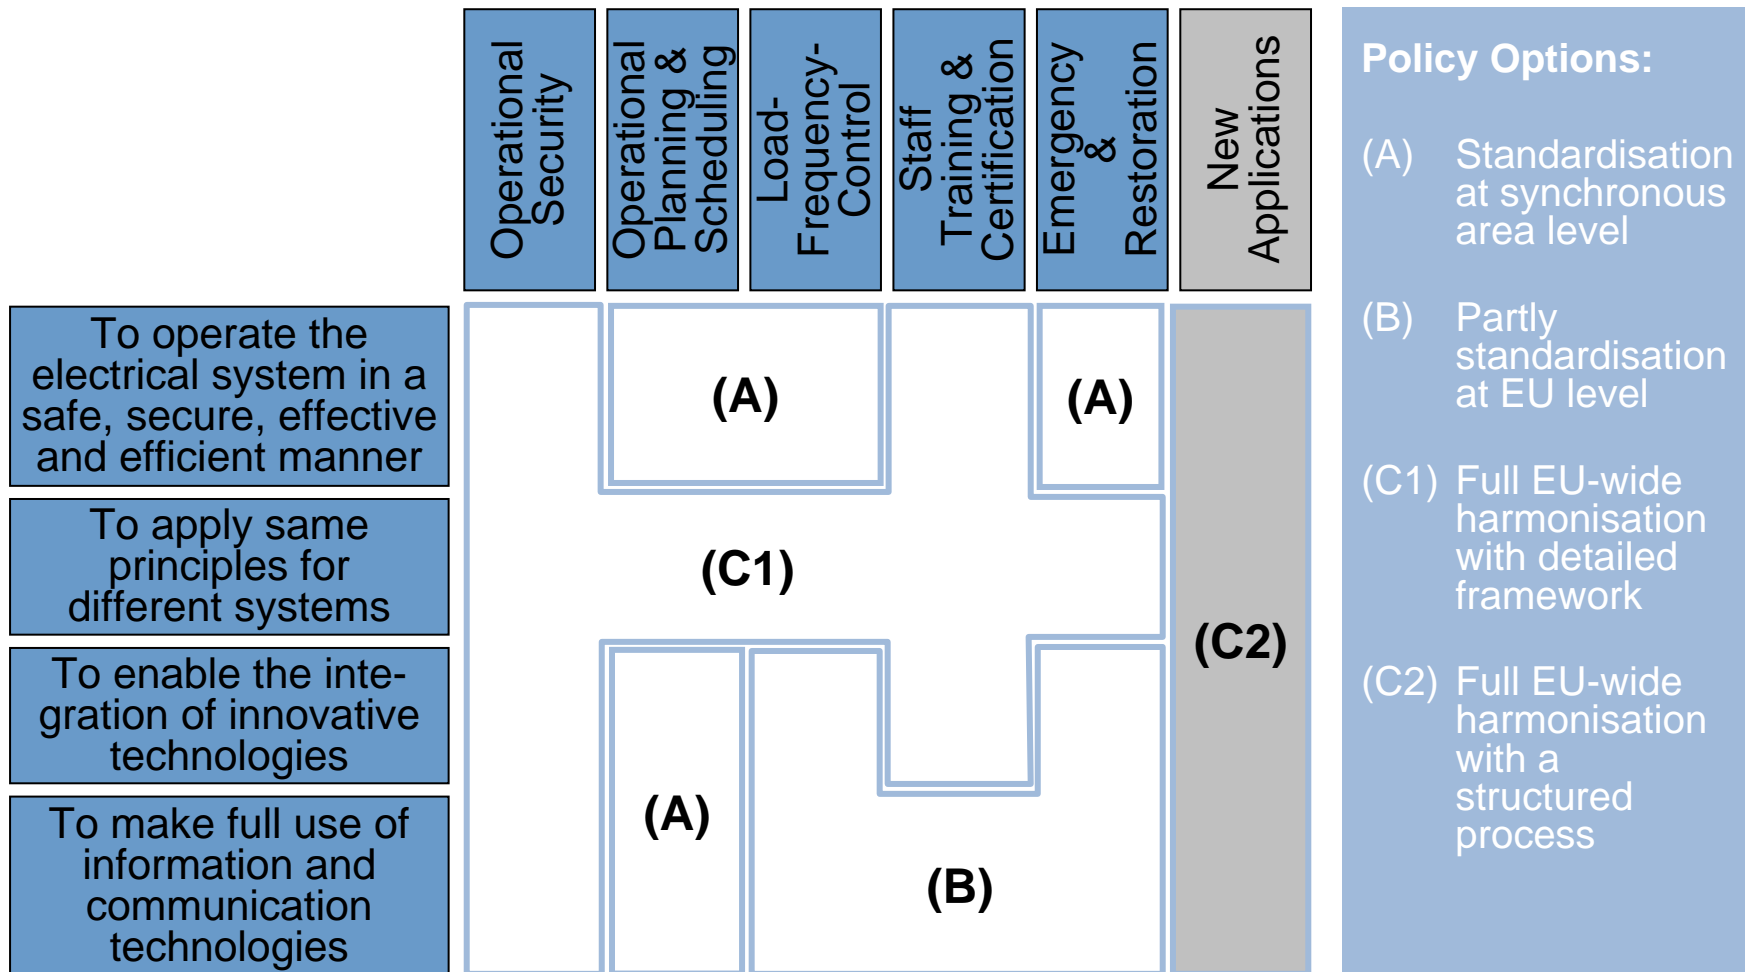 Operational
Security
Operational
Planning &
Scheduling
Load-
Frequency-
Control
Staff
Training &
Certification
Emergency
&
Restoration
New
Applications
Policy Options:
(A) Standardisation
at synchronous
area level
(B) Partly
standardisation
at EU level
(C1) Full EU-wide
harmonisation
with detailed
framework
(C2) Full EU-wide
harmonisation
with a
structured
process
To operate the
electrical system in a
safe, secure, effective
and efficient manner
To apply same
principles for
different systems
To enable the inte-
gration of innovative
technologies
To make full use of
information and
communication
technologies
(A)
(A)
(C1)
(C2)
(A)
(B)